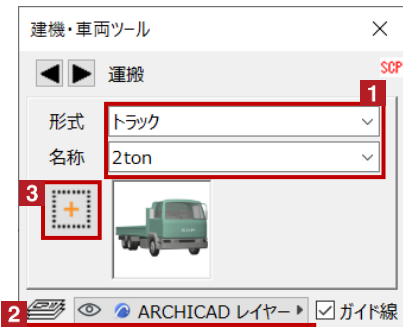 建機・車両ツール
運搬
SCP
1
形式 トラック
名称 2ton
3
2 ARCHICAD レイヤー ガイド線